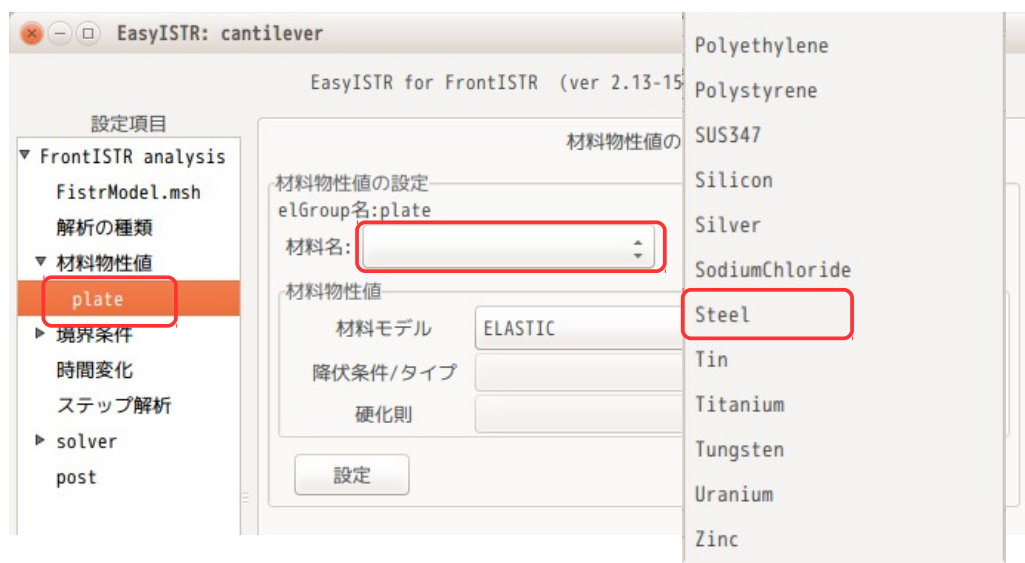 EasyISTR: cantilever
EasyISTR for FrontISTR (ver 2.13-15
設定項目
FrontISTR analysis
FistrModel.msh
解析の種類
材料物性値
plate
境界条件
時間変化
ステップ解析
solver
post
材料物性値の
材料物性値の設定
elGroup名:plate
材料名:
材料物性値
材料モデル ELASTIC
降伏条件/タイプ
硬化則
設定
Polyethylene
Polystyrene
SUS347
Silicon
Silver
SodiumChloride
Steel
Tin
Titanium
Tungsten
Uranium
Zinc